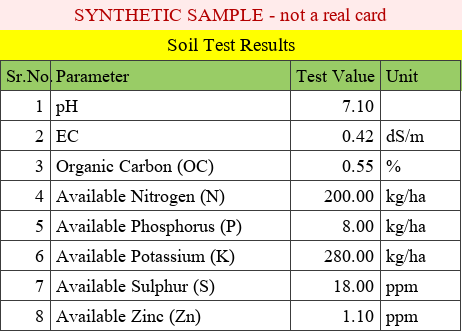 SYNTHETIC SAMPLE - not a real card
Soil Test Results
Sr.No. Parameter Test Value Unit
1 pH 7.10
2 EC 0.42 dS/m
3 Organic Carbon (OC) 0.55 %
4 Available Nitrogen (N) 200.00 kg/ha
5 Available Phosphorus (P) 8.00 kg/ha
6 Available Potassium (K) 280.00 kg/ha
7 Available Sulphur (S) 18.00 ppm
8 Available Zinc (Zn) 1.10 ppm